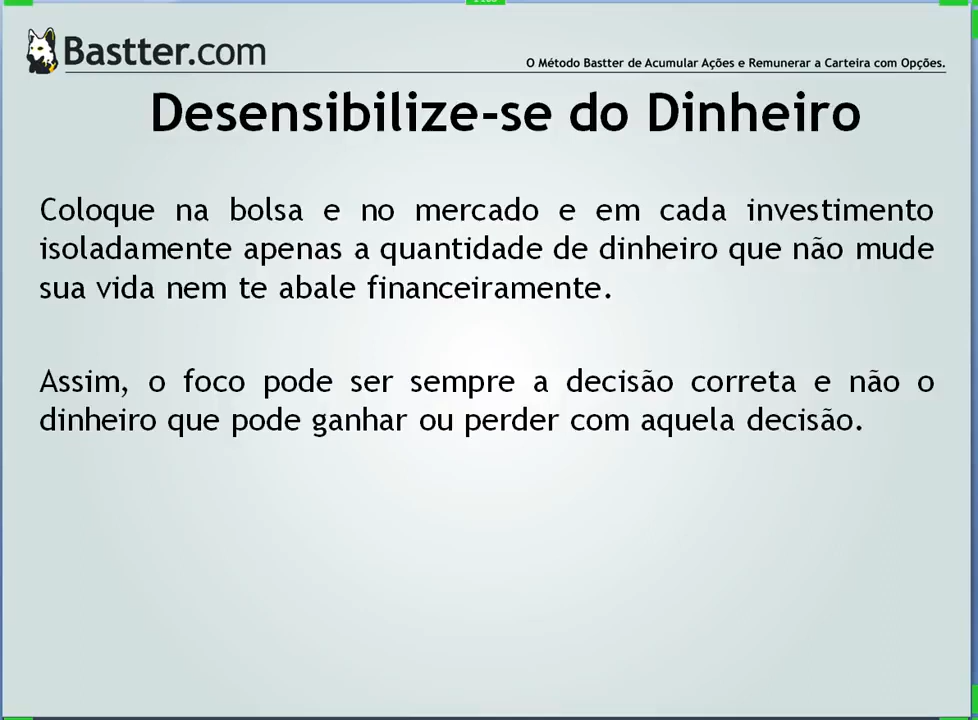 Bastter.com
O Método Bastter de Acumular Ações e Remunerar a Carteira com Opções.
Desensibilize-se do Dinheiro
Coloque na bolsa e no mercado e em cada investimento
isoladamente apenas a quantidade de dinheiro que não mude
sua vida nem te abale financeiramente.
Assim, o foco pode ser sempre a decisão correta e não o
dinheiro que pode ganhar ou perder com aquela decisão.